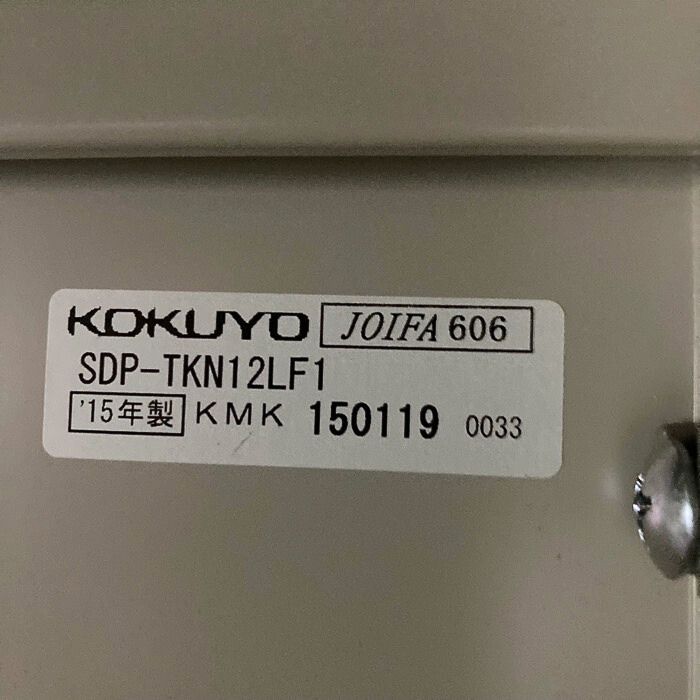 KOKUYO JOIFA 606
SDP-TKN12LF1
'15年製 KMK 150119 0033